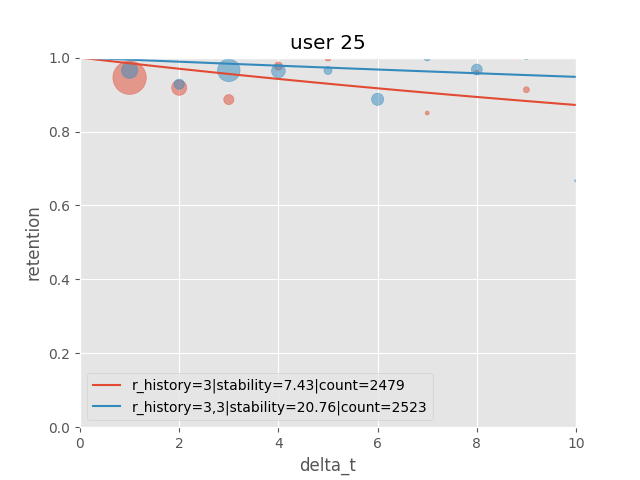 user 25
retention
1.0
0.8
0.6
0.4
0.2
0.0
r_history=3|stability=7.43|count=2479
r_history=3,3|stability=20.76|count=2523
0 2 4 6 8 10
delta_t